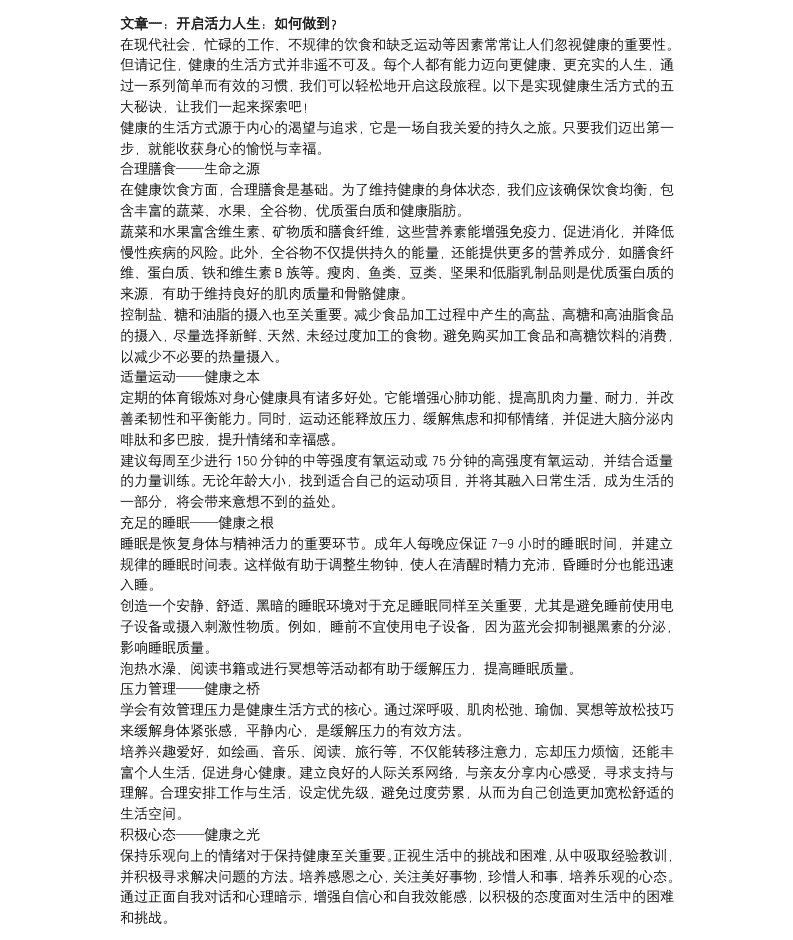 文章一：开启活力人生：如何做到？
在现代社会，忙碌的工作、不规律的饮食和缺乏运动等因素常常让人们忽视健康的重要性。
但请记住，健康的生活方式并非遥不可及。每个人都有能力迈向更健康、更充实的人生，通
过一系列简单而有效的习惯，我们可以轻松地开启这段旅程。以下是实现健康生活方式的五
大秘诀，让我们一起来探索吧！
健康的生活方式源于内心的渴望与追求，它是一场自我关爱的持久之旅。只要我们迈出第一
步，就能收获身心的愉悦与幸福。
合理膳食——生命之源
在健康饮食方面，合理膳食是基础。为了维持健康的身体状态，我们应该确保饮食均衡，包
含丰富的蔬菜、水果、全谷物、优质蛋白质和健康脂肪。
蔬菜和水果富含维生素、矿物质和膳食纤维，这些营养素能增强免疫力、促进消化，并降低
慢性疾病的风险。此外，全谷物不仅提供持久的能量，还能提供更多的营养成分，如膳食纤
维、蛋白质、铁和维生素 B 族等。瘦肉、鱼类、豆类、坚果和低脂乳制品则是优质蛋白质的
来源，有助于维持良好的肌肉质量和骨骼健康。
控制盐、糖和油脂的摄入也至关重要。减少食品加工过程中产生的高盐、高糖和高油脂食品
的摄入，尽量选择新鲜、天然、未经过度加工的食物。避免购买加工食品和高糖饮料的消费，
以减少不必要的热量摄入。
适量运动——健康之本
定期的体育锻炼对身心健康具有诸多好处。它能增强心肺功能、提高肌肉力量、耐力，并改
善柔韧性和平衡能力。同时，运动还能释放压力、缓解焦虑和抑郁情绪，并促进大脑分泌内
啡肽和多巴胺，提升情绪和幸福感。
建议每周至少进行 150 分钟的中等强度有氧运动或 75 分钟的高强度有氧运动，并结合适量
的力量训练。无论年龄大小，找到适合自己的运动项目，并将其融入日常生活，成为生活的
一部分，将会带来意想不到的益处。
充足的睡眠——健康之根
睡眠是恢复身体与精神活力的重要环节。成年人每晚应保证 7-9 小时的睡眠时间，并建立
规律的睡眠时间表。这样做有助于调整生物钟，使人在清醒时精力充沛，昏睡时分也能迅速
入睡。
创造一个安静、舒适、黑暗的睡眠环境对于充足睡眠同样至关重要，尤其是避免睡前使用电
子设备或摄入刺激性物质。例如，睡前不宜使用电子设备，因为蓝光会抑制褪黑素的分泌，
影响睡眠质量。
泡热水澡、阅读书籍或进行冥想等活动都有助于缓解压力，提高睡眠质量。
压力管理——健康之桥
学会有效管理压力是健康生活方式的核心。通过深呼吸、肌肉松弛、瑜伽、冥想等放松技巧
来缓解身体紧张感，平静内心，是缓解压力的有效方法。
培养兴趣爱好，如绘画、音乐、阅读、旅行等，不仅能转移注意力，忘却压力烦恼，还能丰
富个人生活，促进身心健康。建立良好的人际关系网络，与亲友分享内心感受，寻求支持与
理解。合理安排工作与生活，设定优先级，避免过度劳累，从而为自己创造更加宽松舒适的
生活空间。
积极心态——健康之光
保持乐观向上的情绪对于保持健康至关重要。正视生活中的挑战和困难，从中吸取经验教训，
并积极寻求解决问题的方法。培养感恩之心，关注美好事物，珍惜人和事，培养乐观的心态。
通过正面自我对话和心理暗示，增强自信心和自我效能感，以积极的态度面对生活中的困难
和挑战。